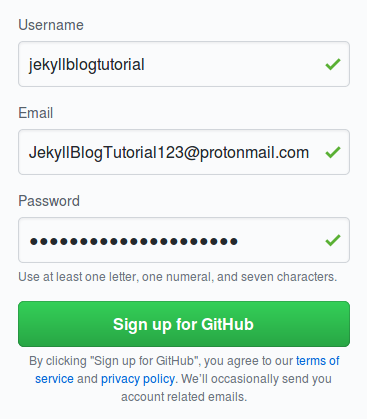 Username
jekyllblogtutorial
Email
JekyllBlogTutorial123@protonmail.com
Password
●●●●●●●●●●●●●●●●●●●●●
Use at least one letter, one numeral, and seven characters.
Sign up for GitHub
By clicking "Sign up for GitHub", you agree to our terms of
service and privacy policy. We’ll occasionally send you
account related emails.